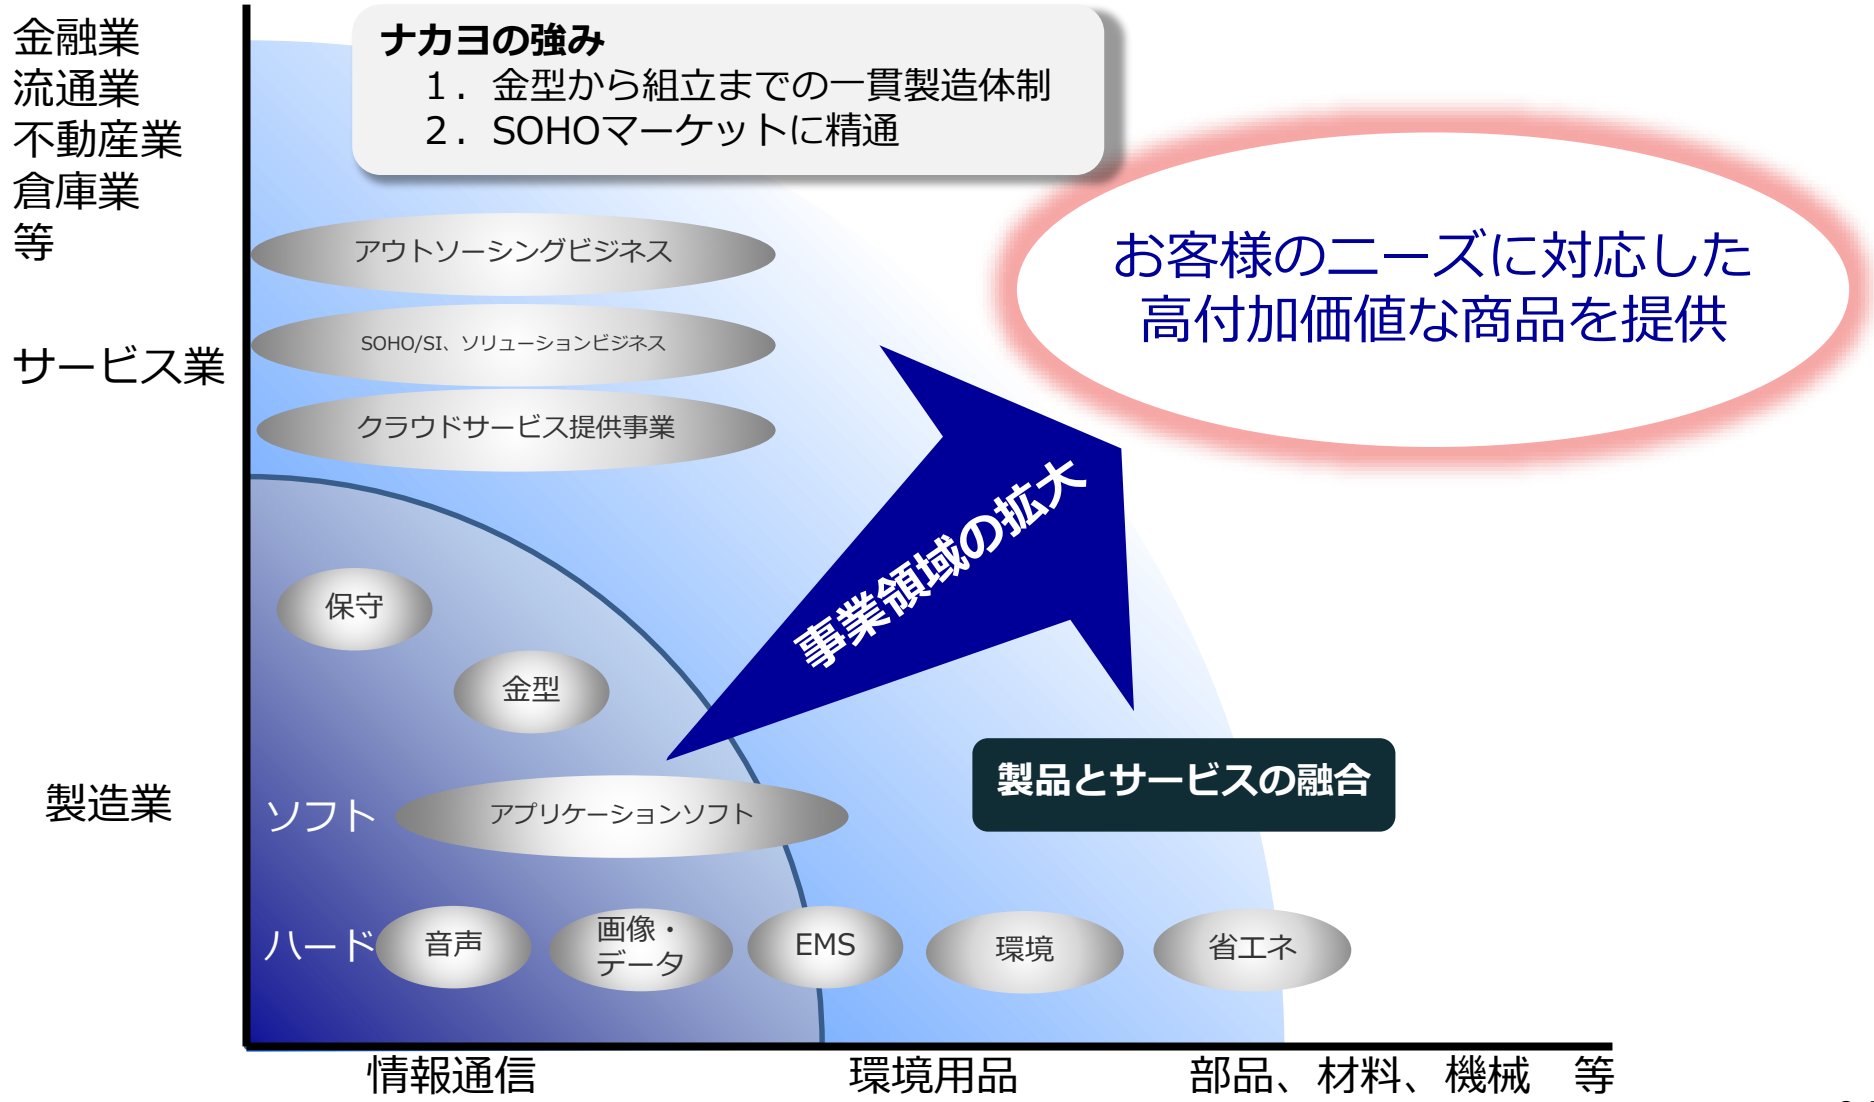 金融業
流通業
不動産業
倉庫業
等
サービス業
製造業
ナカヨの強み
１．金型から組立までの一貫製造体制
２．SOHOマーケットに精通
お客様のニーズに対応した
高付加価値な商品を提供
アウトソーシングビジネス
SOHO/SI、ソリューションビジネス
クラウドサービス提供事業
事業領域の拡大
保守
金型
製品とサービスの融合
ソフト
アプリケーションソフト
ハード
音声
画像・
データ
EMS
環境
省エネ
情報通信
環境用品
部品、材料、機械　等